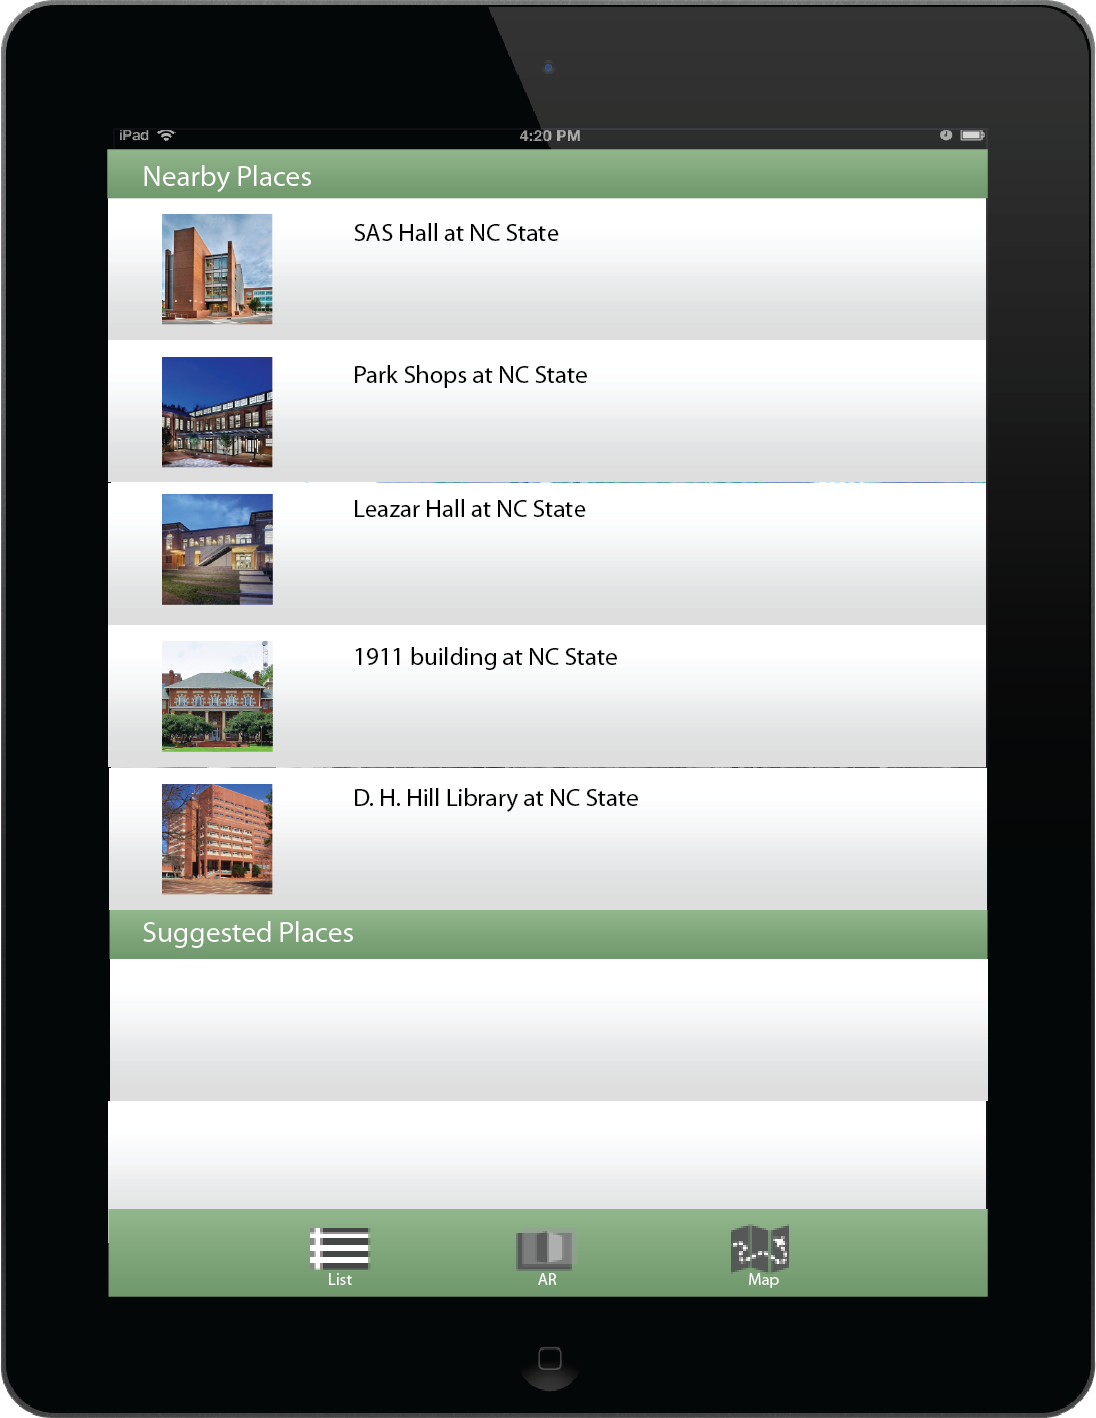 iPad
4:20 PM
Nearby Places
SAS Hall at NC State
Park Shops at NC State
Leazar Hall at NC State
1911 building at NC State
D. H. Hill Library at NC State
Suggested Places
List
AR
Map